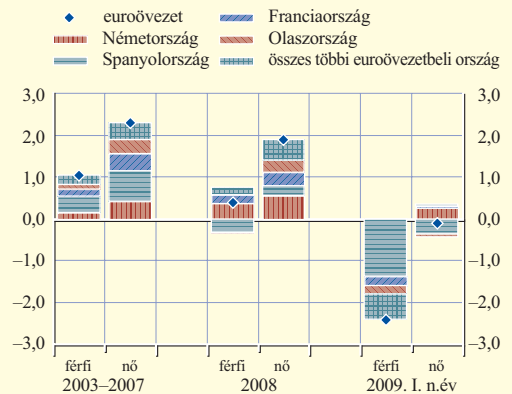 euroövezet
Franciaország
Németország
Olaszország
Spanyolország
összes többi euroövezetbeli ország
3,0 3,0
2,0 2,0
1,0 1,0
0,0 0,0
–1,0 –1,0
–2,0 –2,0
–3,0 –3,0
férfi nő férfi nő férfi nő
2003–2007 2008 2009. I. n.év